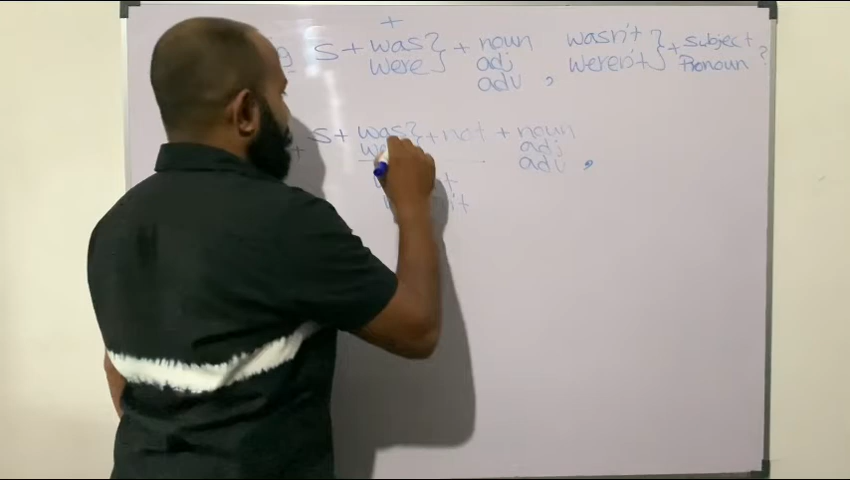 +
S + was } + noun wasn't } + subject
were adj weren't Pronoun ?
adv ,
S + was } + not + noun
+ adj
adv ,